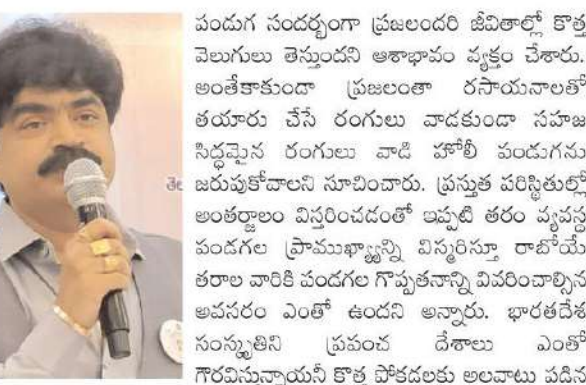 పండుగ సందర్భంగా ప్రజలందరి జీవితాల్లో కొత్త
వెలుగులు తెస్తుందని ఆశాభావం వ్యక్తం చేశారు.
అంతేకాకుండా ప్రజలంతా రసాయనాలతో
తయారు చేసే రంగులు వాడకుండా సహజ
సిద్ధమైన రంగులు వాడి హోలీ పండుగను
తెల
జరుపుకోవాలని సూచించారు. ప్రస్తుత పరిస్థితుల్లో
అంతర్జాలం విస్తరించడంతో ఇప్పటి తరం వ్యవస్థ
పండగల ప్రాముఖ్యాన్ని విస్మరిస్తూ రాబోయే
తరాల వారికి పండగల గొప్పతనాన్ని వివరాల్సిన
అవసరం ఎంతో ఉందని అన్నారు. భారతదేశ
సంస్కృతిని ప్రపంచ దేశాలు ఎంతో
గౌరవిస్తున్నాయనీ కొత్త పోకడలకు అలవాటు పడిన